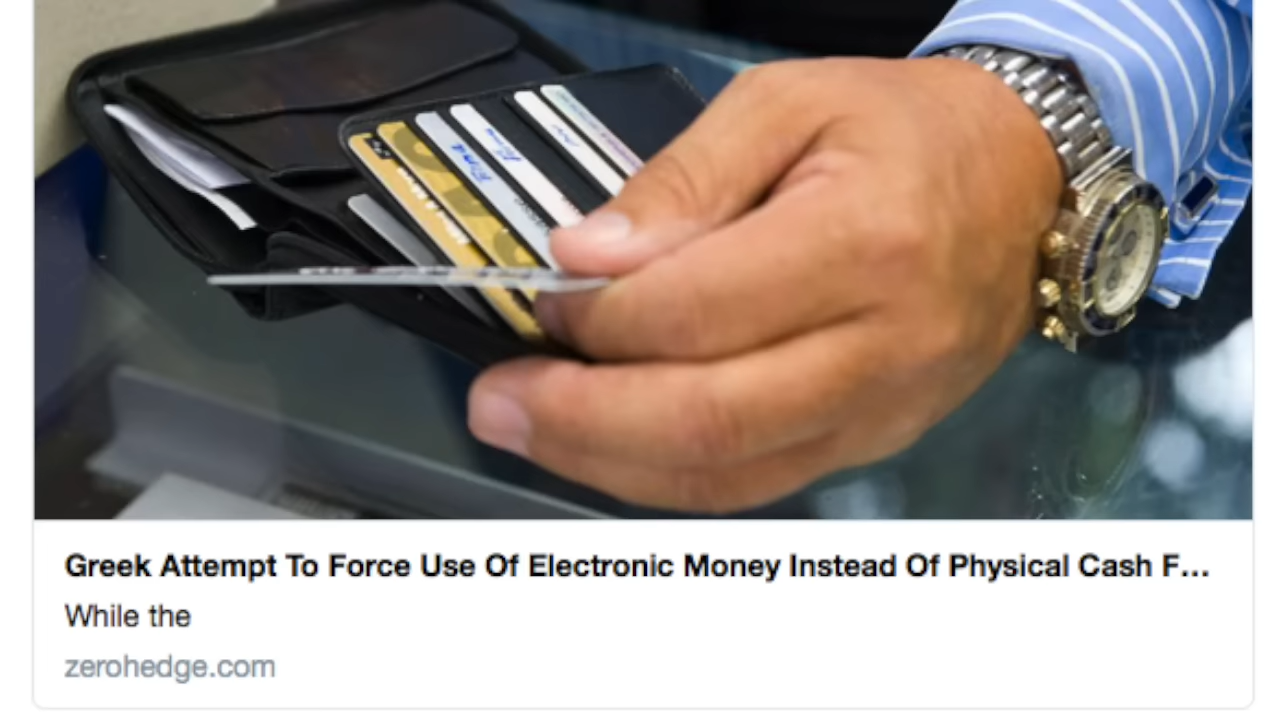 Greek Attempt To Force Use Of Electronic Money Instead Of Physical Cash F...
While the
zerohedge.com